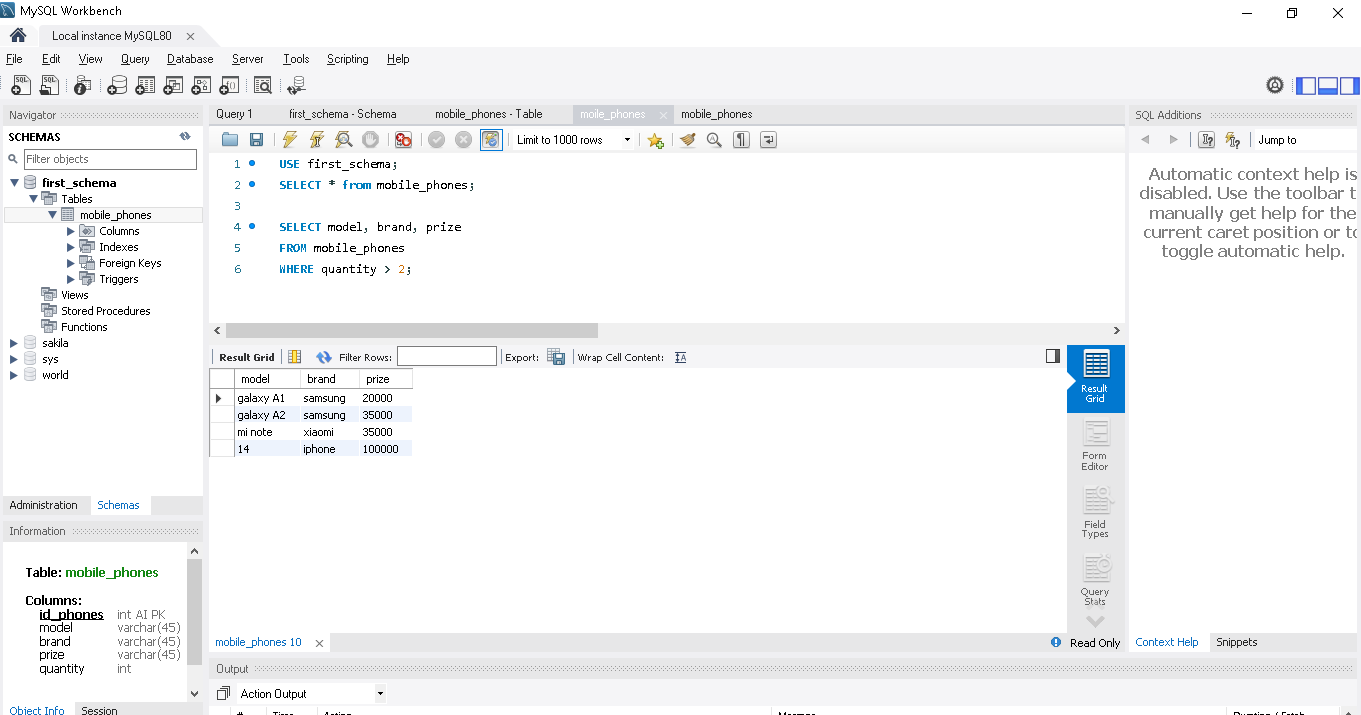 MySQL Workbench
Local instance MySQL80
File Edit View Query Database Server Tools Scripting Help
Navigator
SCHEMAS
Filter objects
first_schema
Tables
mobile_phones
Columns
Indexes
Foreign Keys
Triggers
Views
Stored Procedures
Functions
sakila
sys
world
Administration Schemas
Information
Table: mobile_phones
Columns:
id_phones int AI PK
model varchar(45)
brand varchar(45)
prize varchar(45)
quantity int
Object Info Session
Query 1 first_schema - Schema mobile_phones - Table moile_phones mobile_phones
Limit to 1000 rows
1 USE first_schema;
2 SELECT * from mobile_phones;
3
4 SELECT model, brand, prize
5 FROM mobile_phones
6 WHERE quantity > 2;
Result Grid Filter Rows: Export: Wrap Cell Content:
model brand prize
galaxy A1 samsung 20000
galaxy A2 samsung 35000
mi note xiaomi 35000
14 iphone 100000
Result
Grid
Form
Editor
Field
Types
Query
Stats
mobile_phones 10
Read Only
Output
Action Output
# Time Action Message Duration / Fetch
SQL Additions
Jump to
Automatic context help is
disabled. Use the toolbar t
manually get help for the
current caret position or to
toggle automatic help.
Context Help Snippets